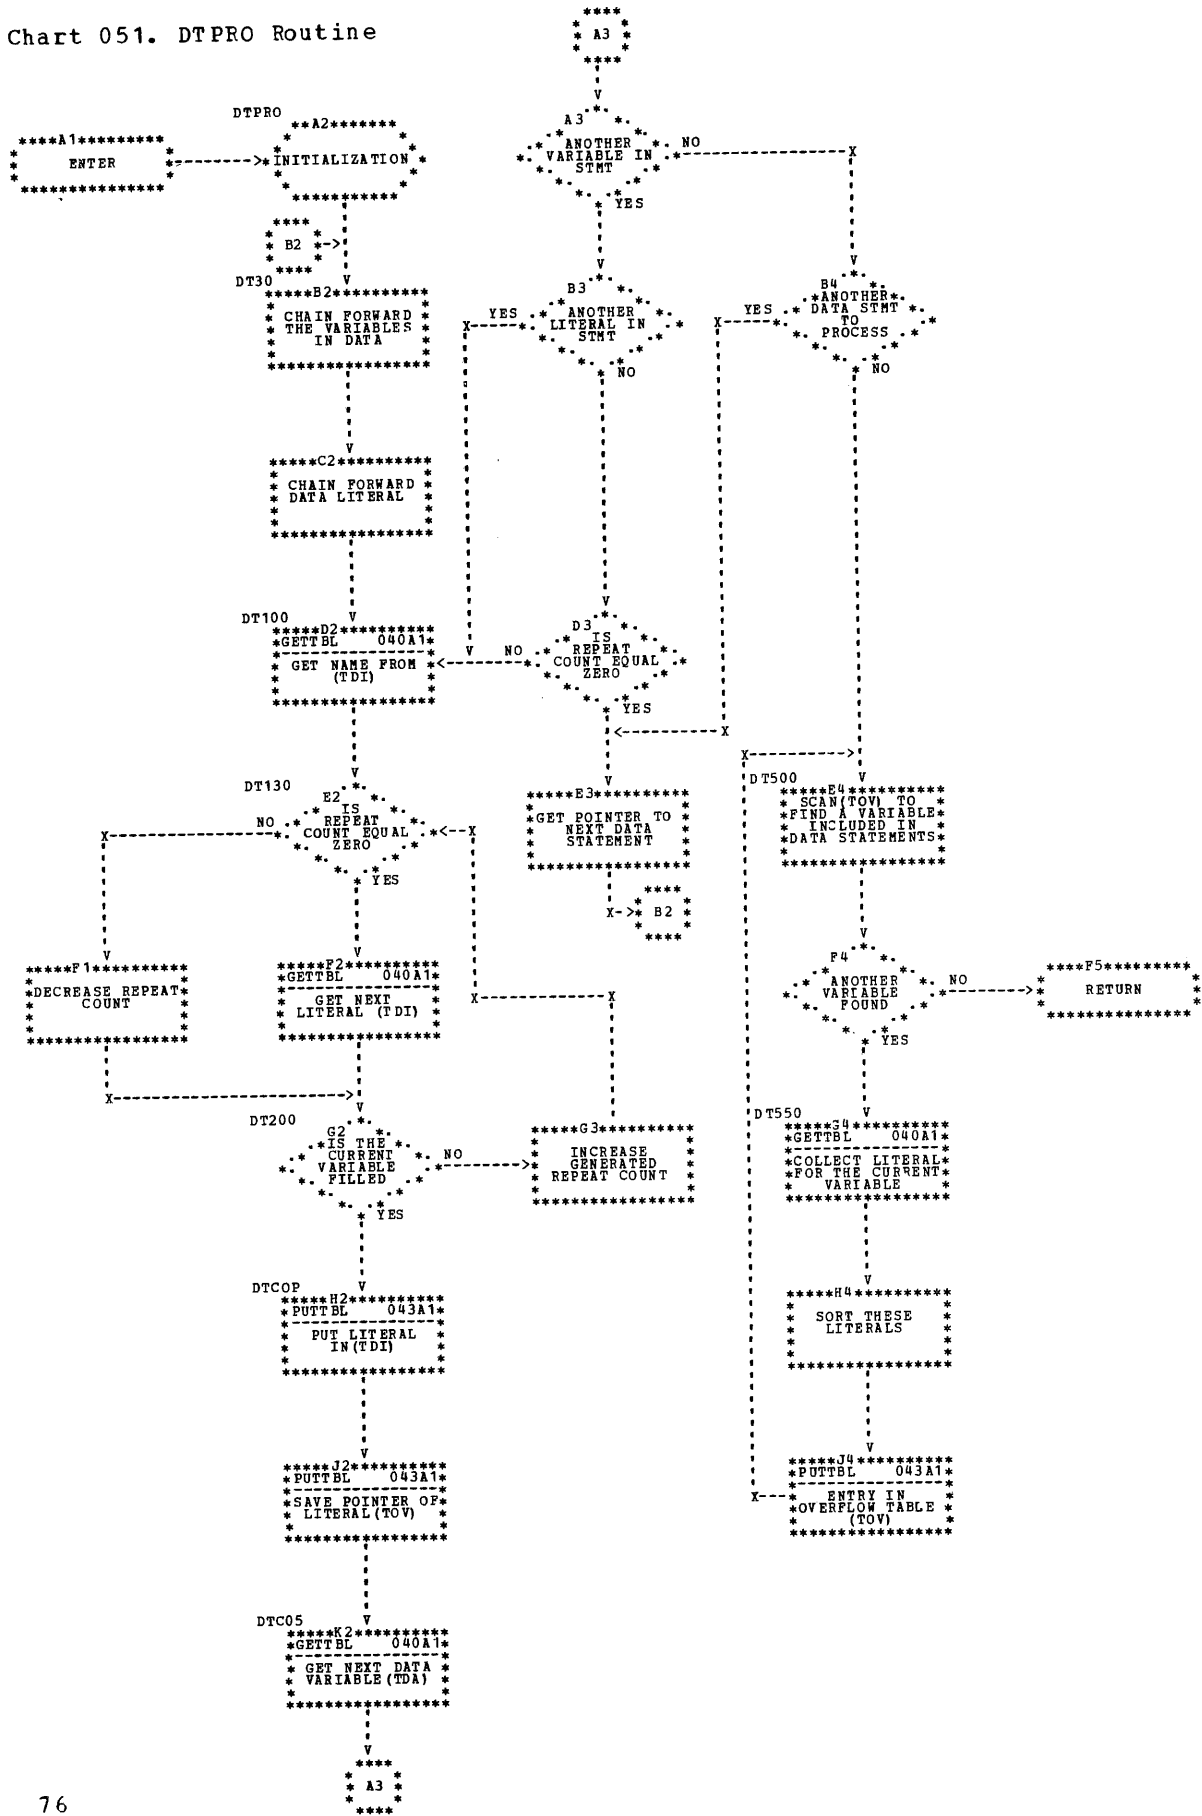 Chart 051. DTPRO Routine
A3
A1
ENTER
DTPRO
A2
INITIALIZATION
B2
DT30
B2
CHAIN FORWARD
THE VARIABLES
IN DATA
C2
CHAIN FORWARD
DATA LITERAL
DT100
D2
GETTBL 040A1
GET NAME FROM
(TDI)
DT130
E2
IS
REPEAT
COUNT EQUAL
ZERO
NO
YES
F1
DECREASE REPEAT
COUNT
F2
GETTBL 040A1
GET NEXT
LITERAL (TDI)
DT200
G2
IS THE
CURRENT
VARIABLE
FILLED
NO
YES
G3
INCREASE
GENERATED
REPEAT COUNT
DTCOP
H2
PUTTBL 043A1
PUT LITERAL
IN(TDI)
J2
PUTTBL 043A1
SAVE POINTER OF
LITERAL(TOV)
DTC05
K2
GETTBL 040A1
GET NEXT DATA
VARIABLE(TDA)
A3
A3
ANOTHER
VARIABLE IN
STMT
NO
YES
B3
ANOTHER
LITERAL IN
STMT
YES
NO
D3
IS
REPEAT
COUNT EQUAL
ZERO
NO
YES
E3
GET POINTER TO
NEXT DATA
STATEMENT
B2
B4
ANOTHER
DATA STMT
TO
PROCESS
YES
NO
DT500
E4
SCAN(TOV) TO
FIND A VARIABLE
INCLUDED IN
DATA STATEMENTS
F4
ANOTHER
VARIABLE
FOUND
NO
YES
F5
RETURN
DT550
G4
GETTBL 040A1
COLLECT LITERAL
FOR THE CURRENT
VARIABLE
H4
SORT THESE
LITERALS
J4
PUTTBL 043A1
ENTRY IN
OVERFLOW TABLE
(TOV)
76